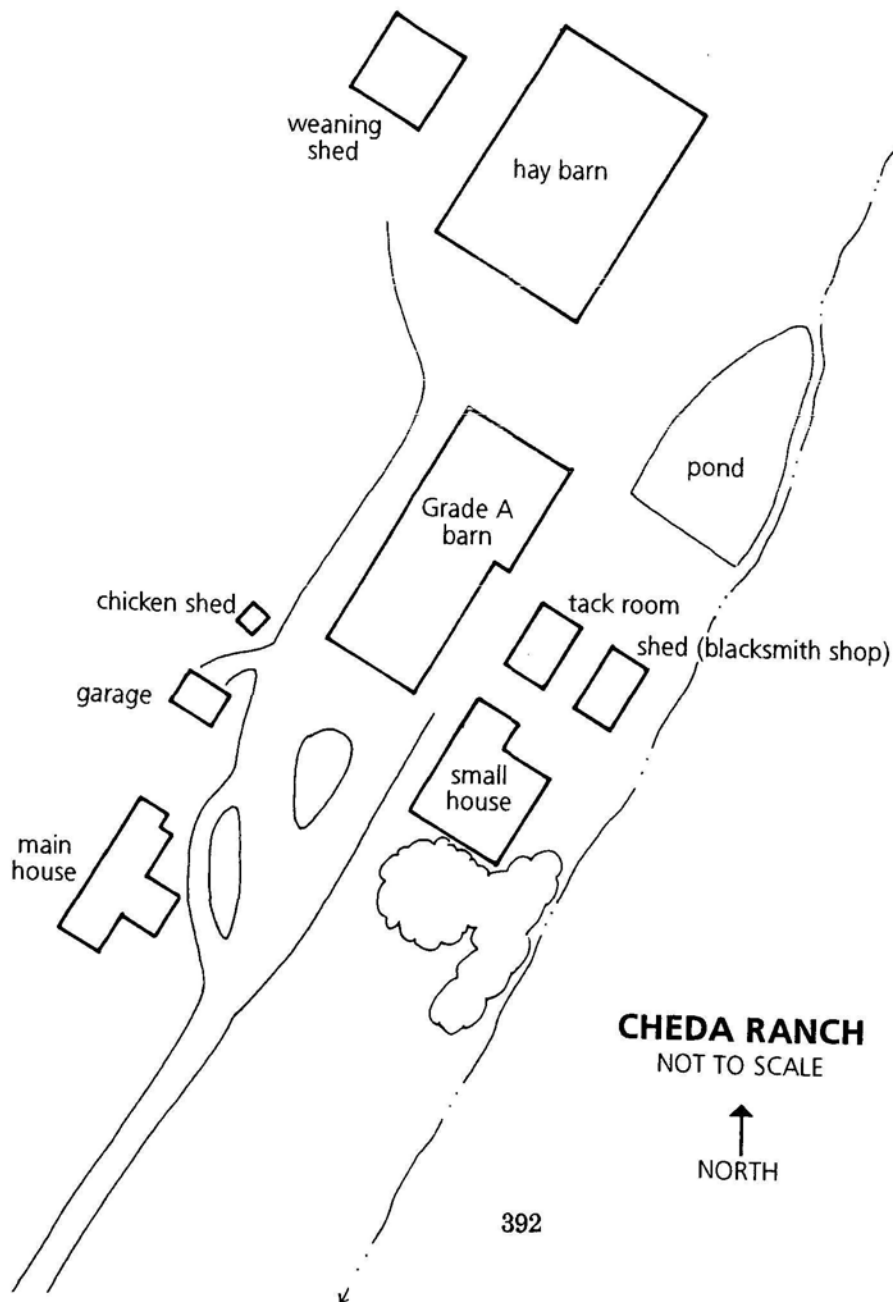 weaning
shed
hay barn
pond
Grade A
barn
chicken shed
tack room
shed (blacksmith shop)
garage
small
house
main
house
CHEDA RANCH
NOT TO SCALE
NORTH
392